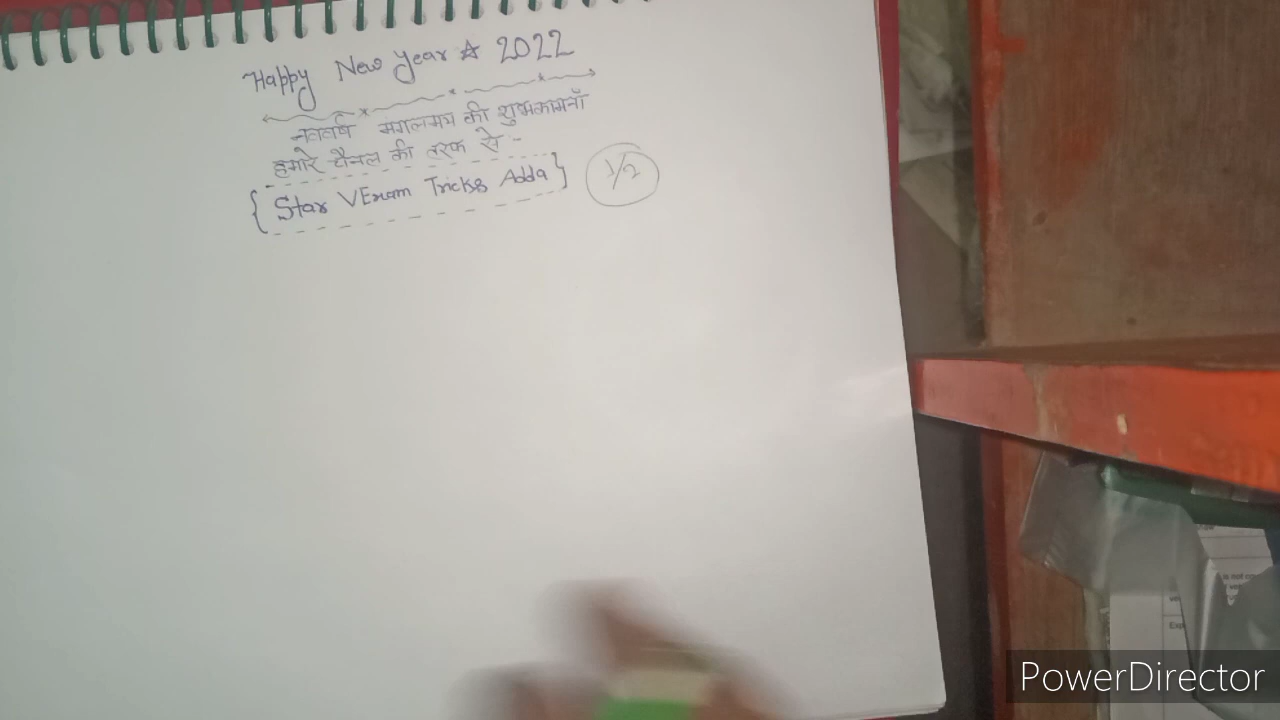 Happy New Year ☆ 2022
नववर्ष मंगलमय की शुभकामनाँ
हमारे चैनल की तरफ से -
{ Star VExam Tricks Adda }
1/2
PowerDirector